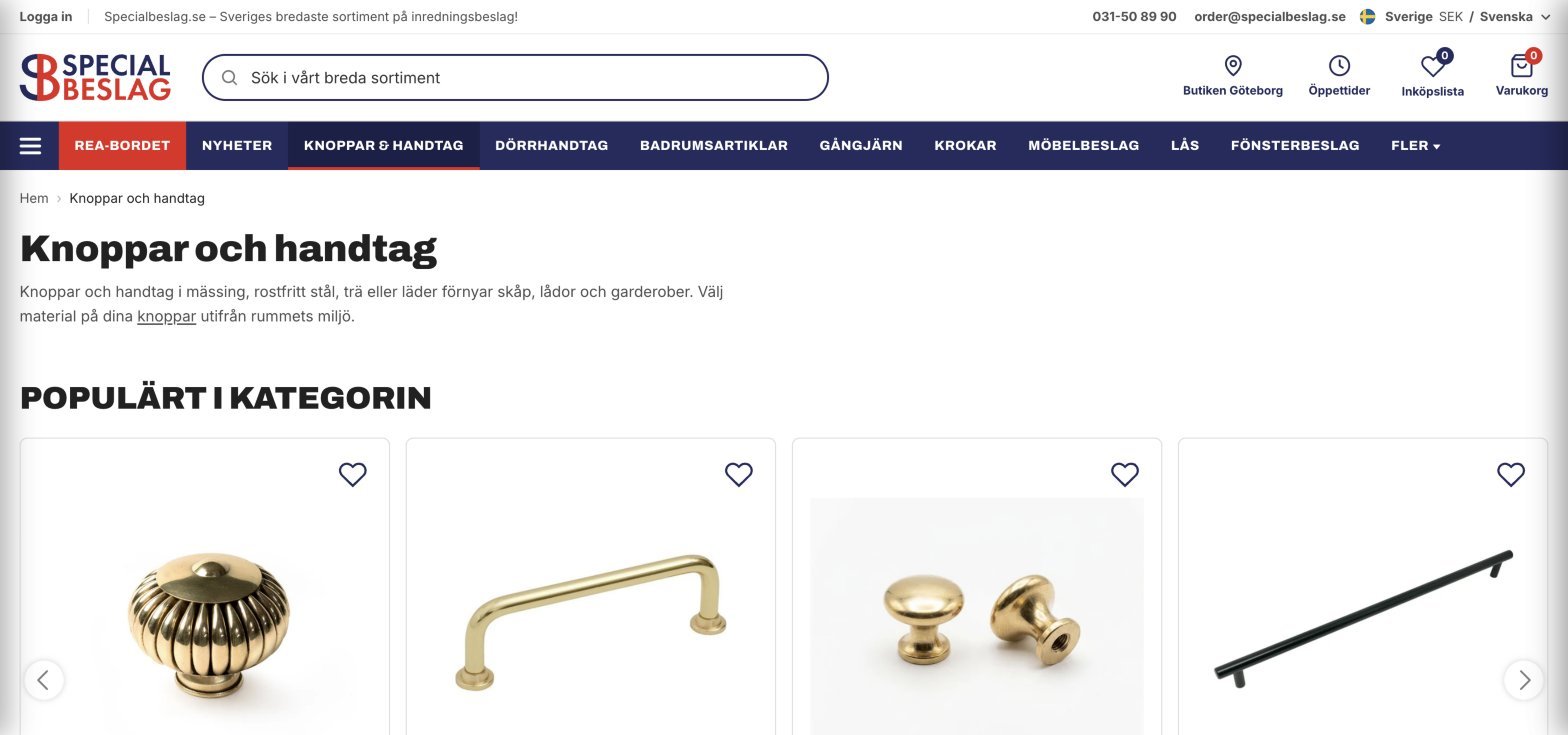 Logga in
Specialbeslag.se – Sveriges bredaste sortiment på inredningsbeslag!
031-50 89 90
order@specialbeslag.se
Sverige SEK / Svenska
SPECIAL
BESLAG
Sök i vårt breda sortiment
Butiken Göteborg
Öppettider
0
Inköpslista
0
Varukorg
REA-BORDET
NYHETER
KNOPPAR & HANDTAG
DÖRRHANDTAG
BADRUMSARTIKLAR
GÅNGJÄRN
KROKAR
MÖBELBESLAG
LÅS
FÖNSTERBESLAG
FLER
Hem › Knoppar och handtag
Knoppar och handtag
Knoppar och handtag i mässing, rostfritt stål, trä eller läder förnyar skåp, lådor och garderober. Välj
material på dina knoppar utifrån rummets miljö.
POPULÄRT I KATEGORIN